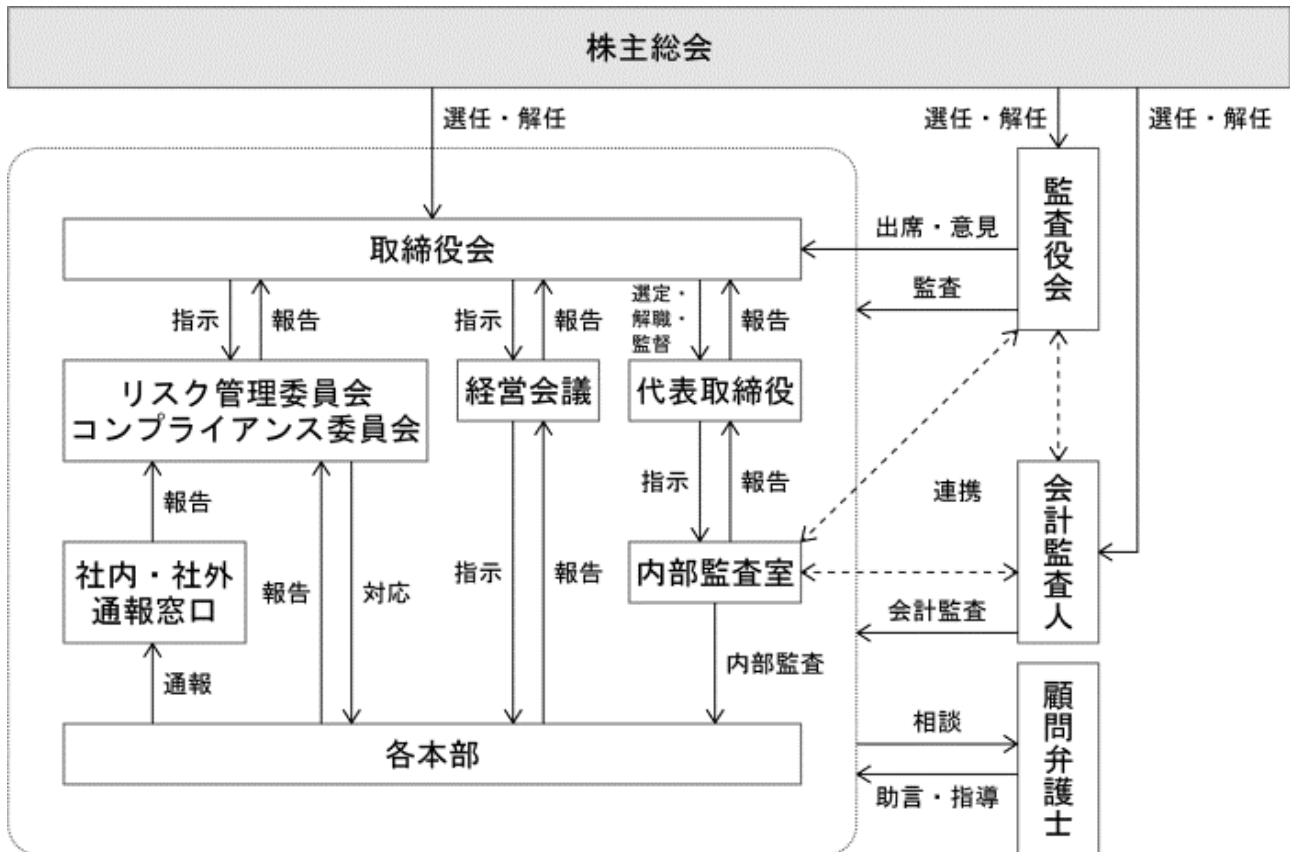 株主総会
選任・解任
選任・解任
選任・解任
監査役会
取締役会
出席・意見
監査
指示
報告
指示
報告
選定・
解職・
監督
報告
リスク管理委員会
コンプライアンス委員会
経営会議
代表取締役
報告
指示
報告
連携
会計監査人
社内・社外
通報窓口
報告
対応
指示
報告
内部監査室
会計監査
通報
内部監査
顧問弁護士
各本部
相談
助言・指導